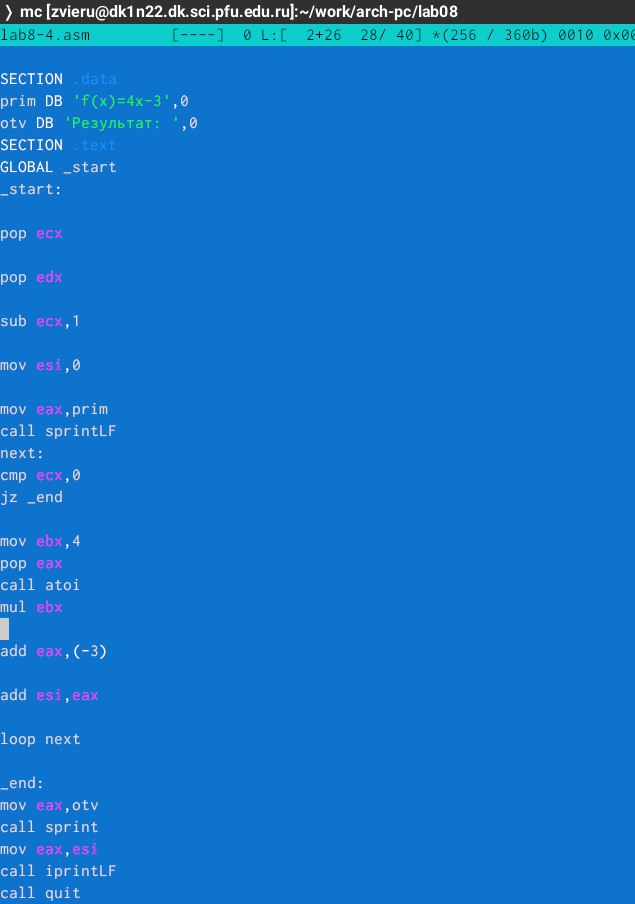 ❭ mc [zvieru@dk1n22.dk.sci.pfu.edu.ru]:~/work/arch-pc/lab08
lab8-4.asm [----] 0 L:[ 2+26 28/ 40] *(256 / 360b) 0010 0x00
SECTION .data
prim DB 'f(x)=4x-3',0
otv DB 'Результат: ',0
SECTION .text
GLOBAL _start
_start:
pop ecx
pop edx
sub ecx,1
mov esi,0
mov eax,prim
call sprintLF
next:
cmp ecx,0
jz _end
mov ebx,4
pop eax
call atoi
mul ebx
add eax,(-3)
add esi,eax
loop next
_end:
mov eax,otv
call sprint
mov eax,esi
call iprintLF
call quit